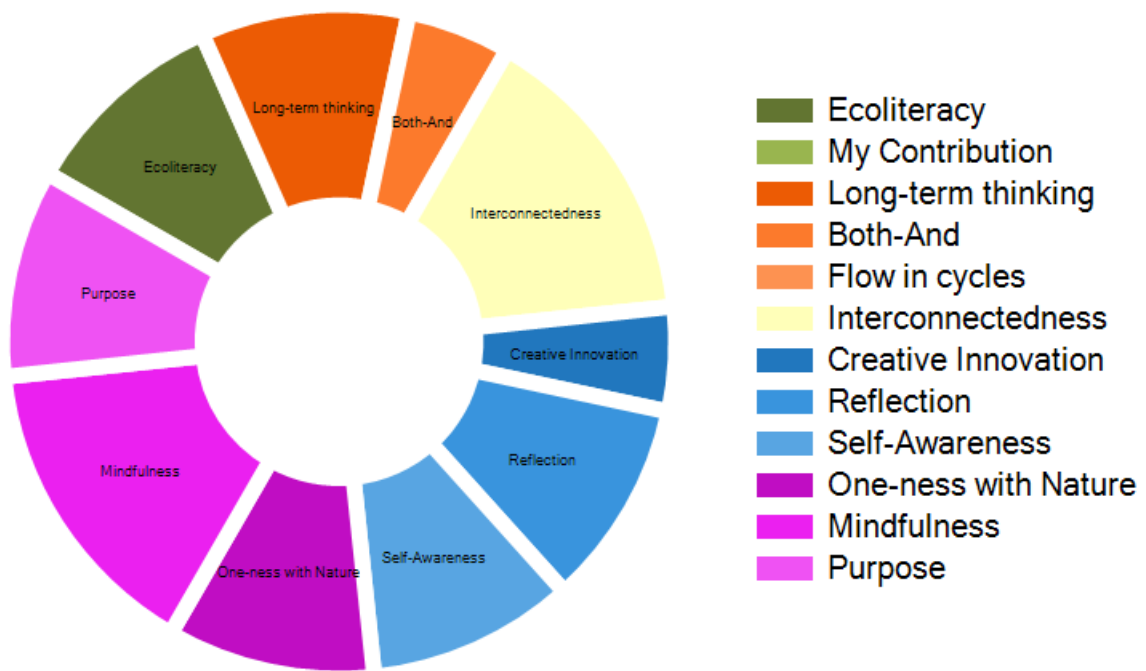 Long-term thinking
Both-And
Ecoliteracy
Interconnectedness
Purpose
Creative Innovation
Mindfulness
Reflection
Self-Awareness
One-ness with Nature
Ecoliteracy
My Contribution
Long-term thinking
Both-And
Flow in cycles
Interconnectedness
Creative Innovation
Reflection
Self-Awareness
One-ness with Nature
Mindfulness
Purpose